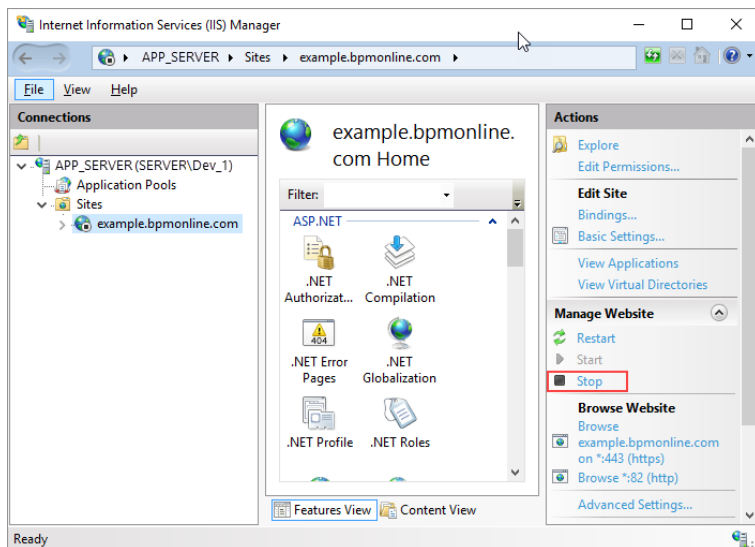 Internet Information Services (IIS) Manager
APP_SERVER
Sites
example.bpmonline.com
File
View
Help
Connections
APP_SERVER (SERVER\Dev_1)
Application Pools
Sites
example.bpmonline.com
example.bpmonline.
com Home
Filter:
ASP.NET
.NET
Authorizat...
.NET
Compilation
404
.NET Error
Pages
.NET
Globalization
.NET Profile
.NET Roles
Features View
Content View
Actions
Explore
Edit Permissions...
Edit Site
Bindings...
Basic Settings...
View Applications
View Virtual Directories
Manage Website
Restart
Start
Stop
Browse Website
Browse
example.bpmonline.com
on *:443 (https)
Browse *:82 (http)
Advanced Settings...
Ready